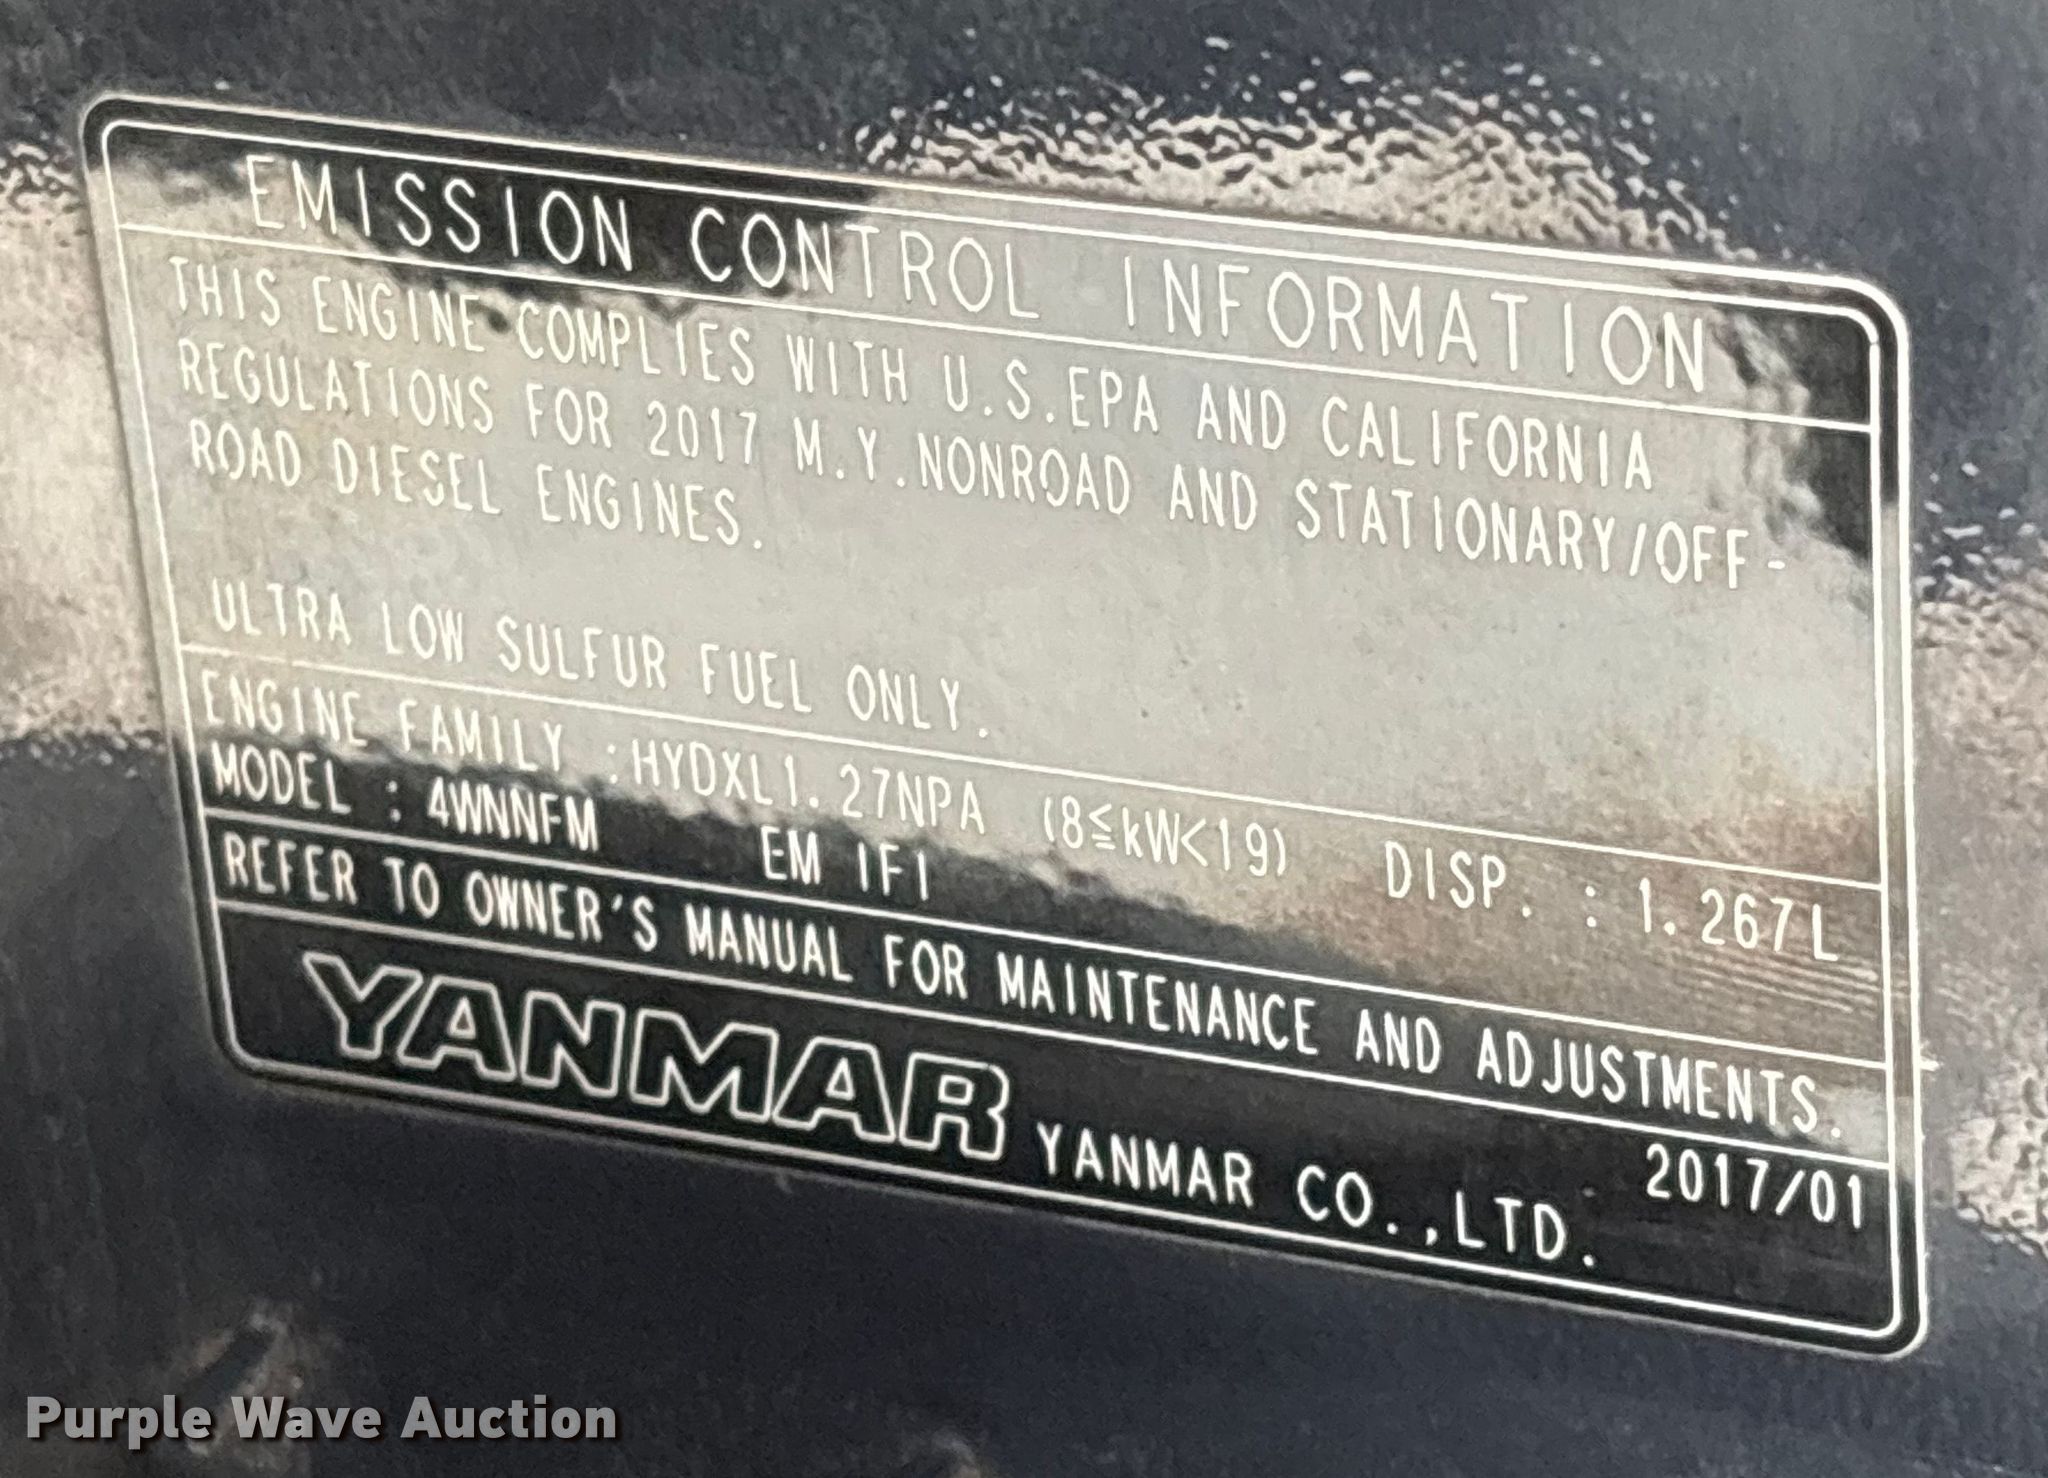 EMISSION CONTROL INFORMATION
THIS ENGINE COMPLIES WITH U.S.EPA AND CALIFORNIA
REGULATIONS FOR 2017 M.Y.NONROAD AND STATIONARY/OFF-
ROAD DIESEL ENGINES.
ULTRA LOW SULFUR FUEL ONLY.
ENGINE FAMILY :HYDXL1.27NPA (8≦kW<19) DISP. : 1.267L
MODEL : 4WNNFM EM IFI
REFER TO OWNER'S MANUAL FOR MAINTENANCE AND ADJUSTMENTS.
YANMAR YANMAR CO.,LTD. 2017/01
Purple Wave Auction